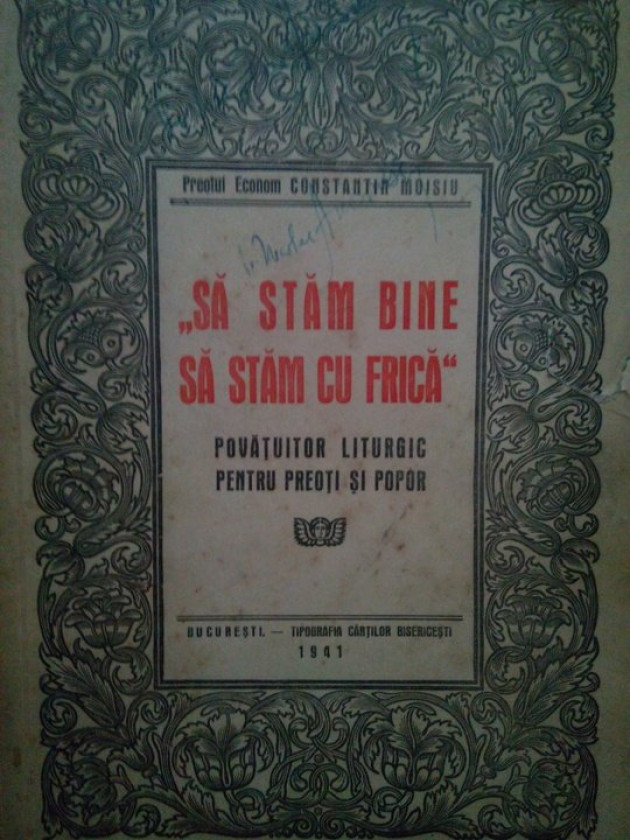 Preotul Econom CONSTANTIN MOISIU
„SĂ STĂM BINE
SĂ STĂM CU FRICĂ"
POVĂȚUITOR LITURGIC
PENTRU PREOȚI ȘI POPOR
BUCUREȘTI. — TIPOGRAFIA CĂRȚILOR BISERICEȘTI
1941